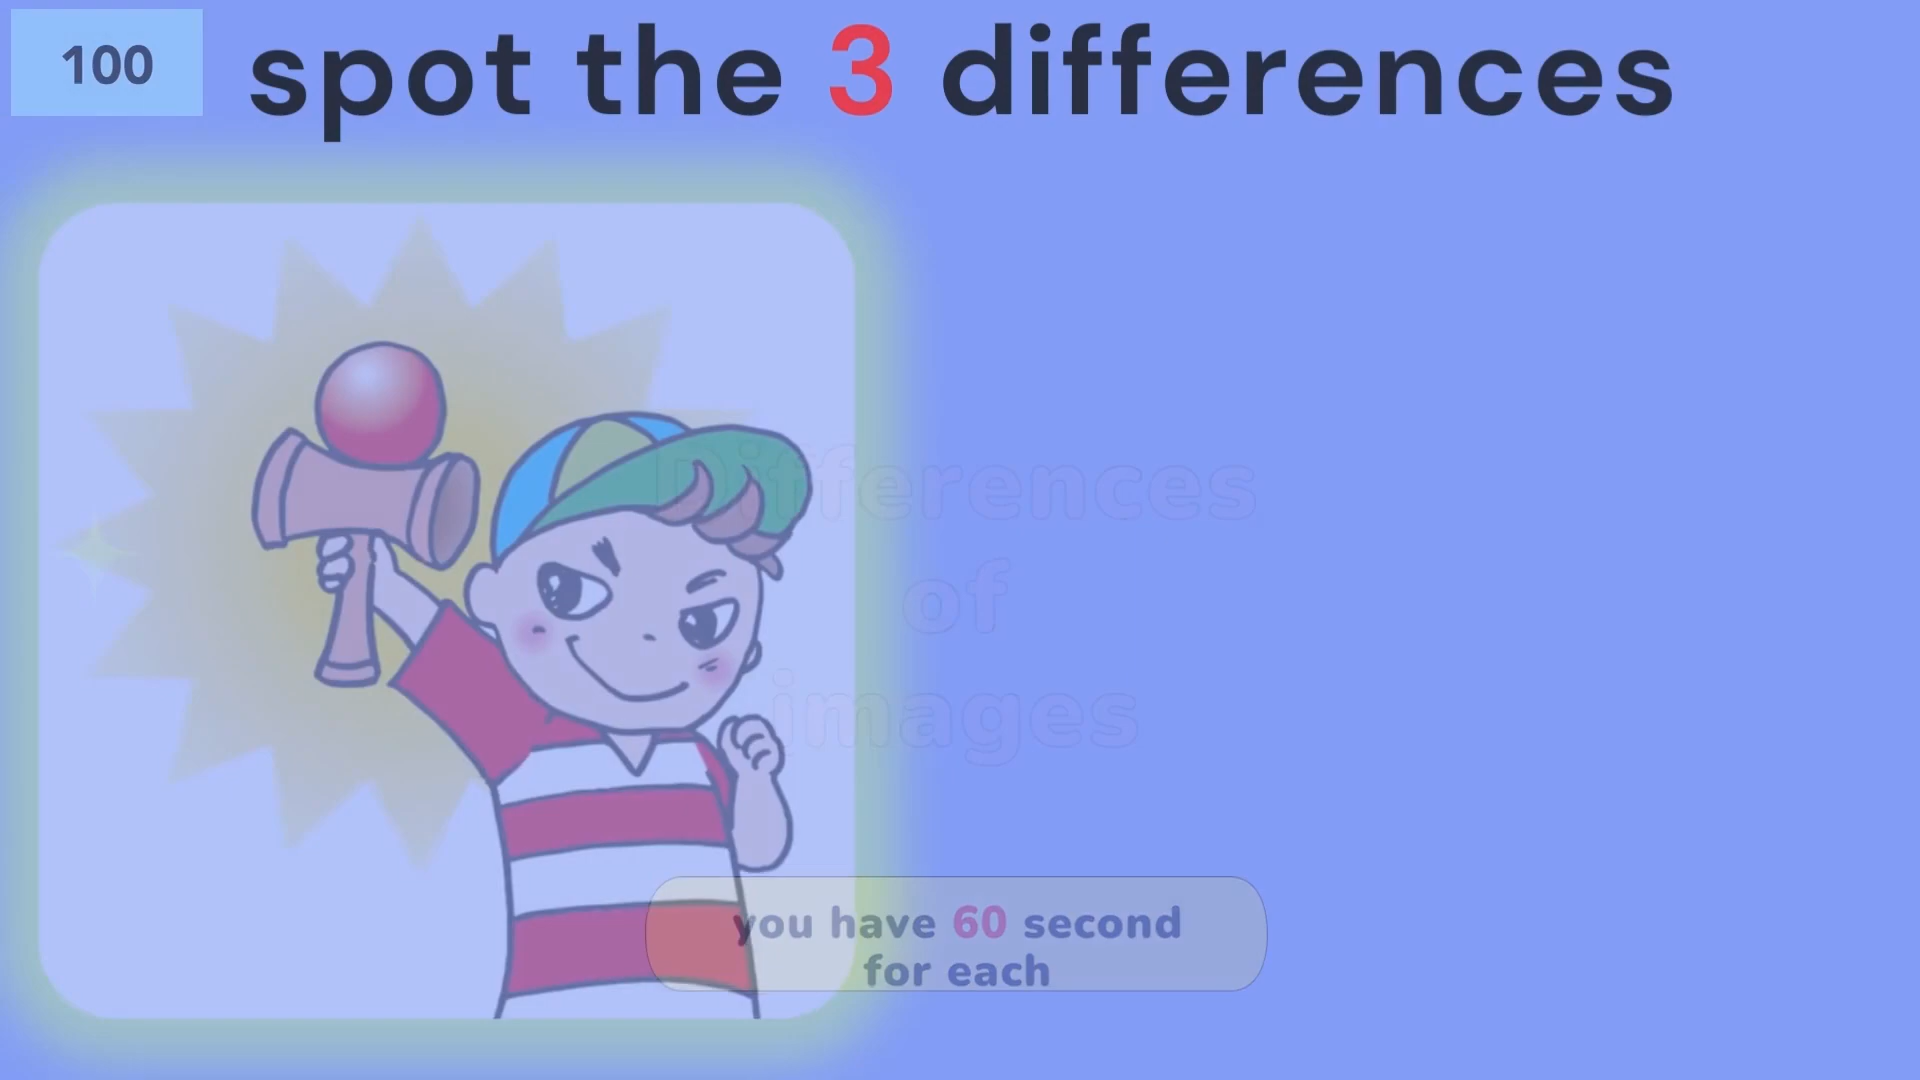 100
spot the 3 differences
Differences
of
images
you have 60 second
for each